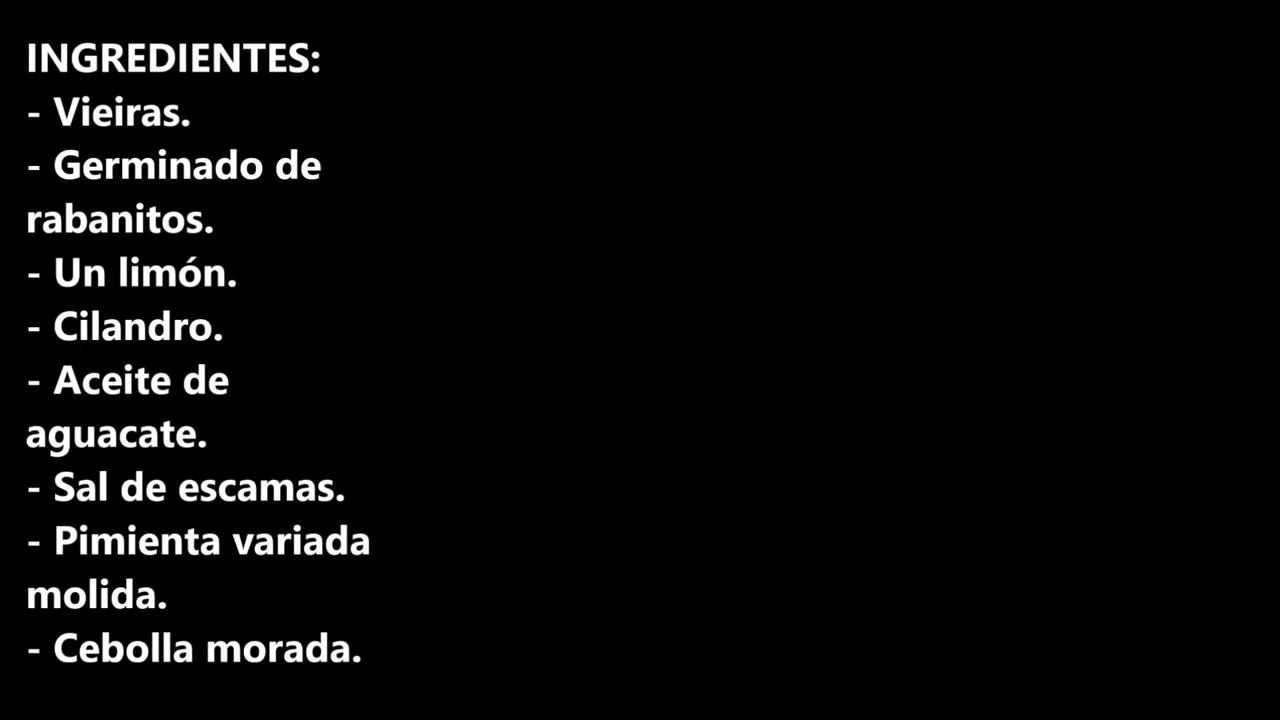 INGREDIENTES:
- Vieiras.
- Germinado de
rabanitos.
- Un limón.
- Cilandro.
- Aceite de
aguacate.
- Sal de escamas.
- Pimienta variada
molida.
- Cebolla morada.